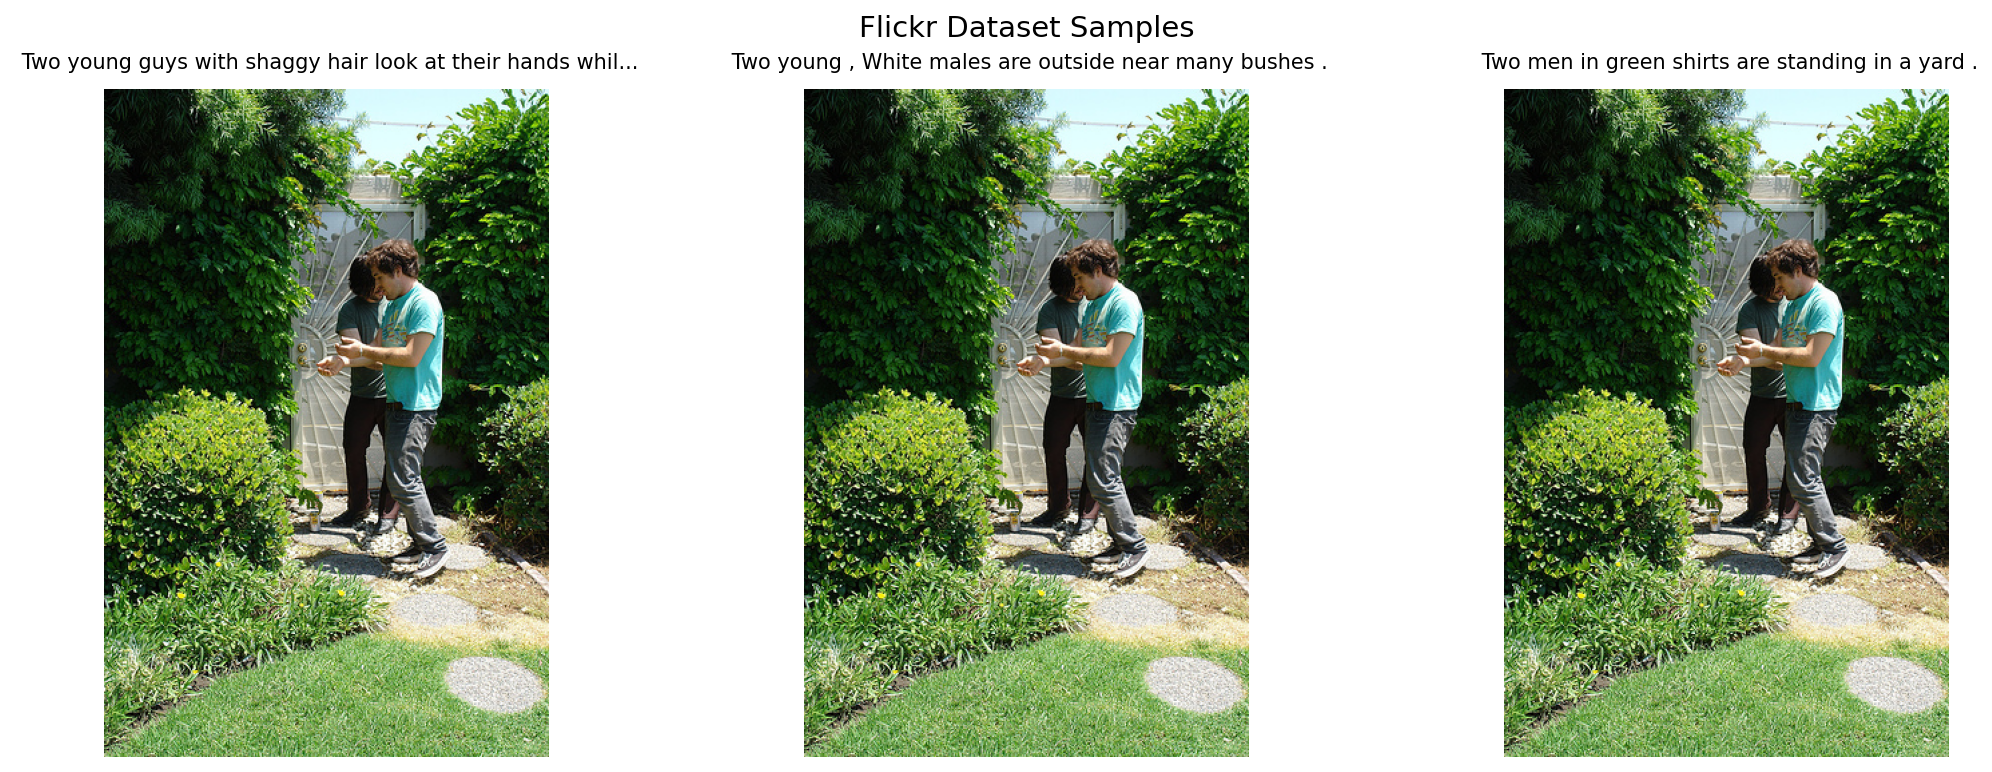 Flickr Dataset Samples
Two young guys with shaggy hair look at their hands whil...
Two young , White males are outside near many bushes .
Two men in green shirts are standing in a yard .